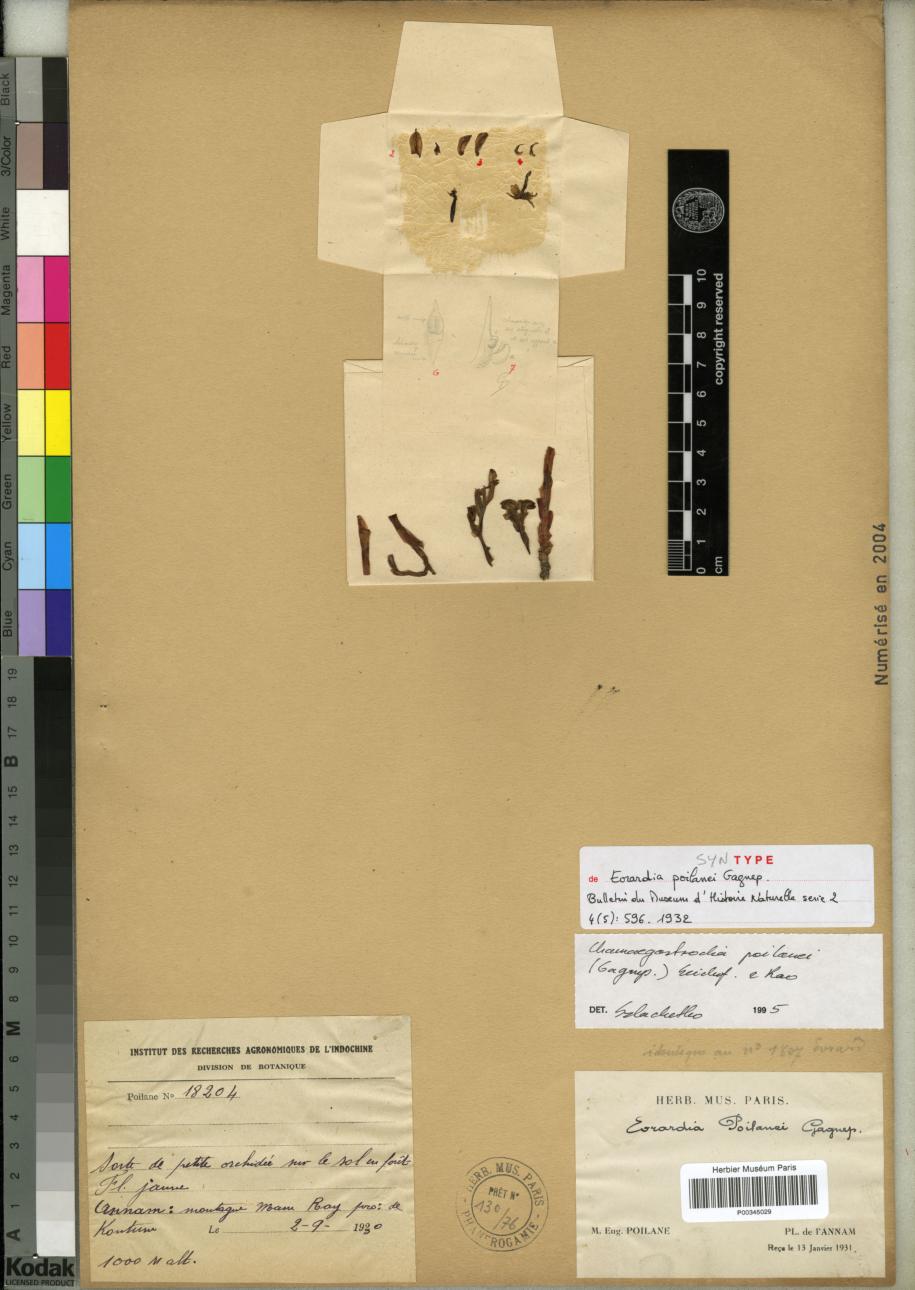 Black
3/Color
White
Magenta
Red
Yellow
Green
Cyan
Blue
19
18
17
16
B
15
14
13
12
11
10
9
8
7
M
6
5
4
3
2
1
A
Kodak
LICENSED PRODUCT
2
3
4
6
7
10
9
8
7
6
5
4
3
2
1
0
cm
copyright reserved
Numérisé en 2004
SYN TYPE
de Evrardia poilanei Gagnep.
Bulletin du Museum d'Histoire Naturelle serie 2
4(5): 596. 1932
Chamaegastrodia poilanei
(Gagnep.) Seidenf. e Rao
DET. Szlachetko 1995
identique au n° 1807 Evrard
HERB. MUS. PARIS.
Evrardia Poilanei Gagnep.
Herbier Muséum Paris
P00345029
M. Eug. POILANE PL. de l'ANNAM
Reçu le 13 Janvier 1931.
INSTITUT DES RECHERCHES AGRONOMIQUES DE L'INDOCHINE
DIVISION DE BOTANIQUE
Poilane No 18204
Sorte de petite orchidée sur le sol en forêt
Fl. jaune
Annam: montagne Mam Ray prov: de
Kontum Le 2-9- 1930
1000 m alt.
HERB. MUS. PARIS
PRÊT No
130/76
PHANÉROGAMIE